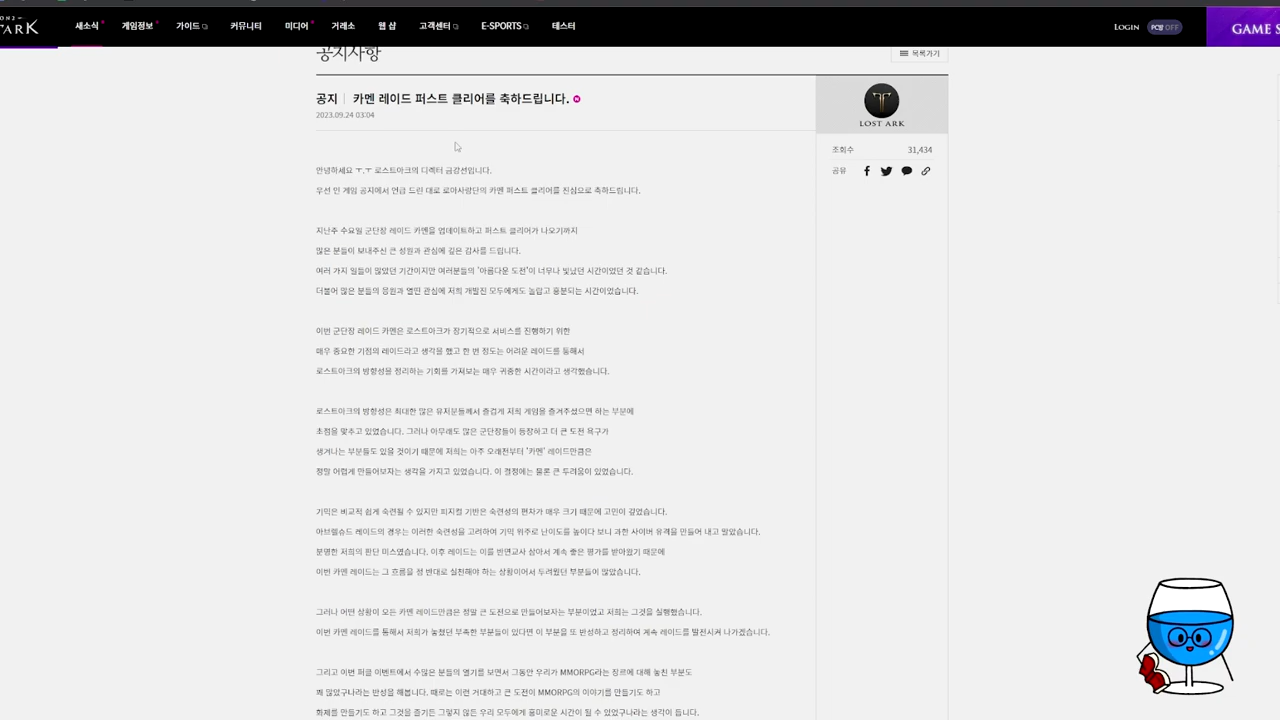 STARK
새소식
게임정보
가이드
커뮤니티
미디어
거래소
웹 샵
고객센터
E-SPORTS
테스터
LOGIN
PC방 OFF
GAME S
공지사항
목록가기
공지 | 카멘 레이드 퍼스트 클리어를 축하드립니다. N
2023.09.24 03:04
LOST ARK
조회수 31,434
공유
안녕하세요 ㅜ.ㅜ 로스트아크의 디렉터 금강선입니다.
우선 인 게임 공지에서 언급 드린 대로 로아사랑단의 카멘 퍼스트 클리어를 진심으로 축하드립니다.
지난주 수요일 군단장 레이드 카멘을 업데이트하고 퍼스트 클리어가 나오기까지
많은 분들이 보내주신 큰 성원과 관심에 깊은 감사를 드립니다.
여러 가지 일들이 많았던 기간이지만 여러분들의 '아름다운 도전'이 너무나 빛났던 시간이었던 것 같습니다.
더불어 많은 분들의 응원과 열띤 관심에 저희 개발진 모두에게도 놀랍고 흥분되는 시간이었습니다.
이번 군단장 레이드 카멘은 로스트아크가 장기적으로 서비스를 진행하기 위한
매우 중요한 기점의 레이드라고 생각을 했고 한 번 정도는 어려운 레이드를 통해서
로스트아크의 방향성을 정리하는 기회를 가져보는 매우 귀중한 시간이라고 생각했습니다.
로스트아크의 방향성은 최대한 많은 유저분들께서 즐겁게 저희 게임을 즐겨주셨으면 하는 부분에
초점을 맞추고 있었습니다. 그러나 아무래도 많은 군단장들이 등장하고 더 큰 도전 욕구가
생겨나는 부분들도 있을 것이기 때문에 저희는 아주 오래전부터 '카멘' 레이드만큼은
정말 어렵게 만들어보자는 생각을 가지고 있었습니다. 이 결정에는 물론 큰 두려움이 있었습니다.
기억은 비교적 쉽게 숙련될 수 있지만 피지컬 기반은 숙련성의 편차가 매우 크기 때문에 고민이 깊었습니다.
아브렐슈드 레이드의 경우는 이러한 숙련성을 고려하여 기억 위주로 난이도를 높이다 보니 과한 사이버 유격을 만들어 내고 말았습니다.
분명한 저희의 판단 미스였습니다. 이후 레이드는 이를 반면교사 삼아서 계속 좋은 평가를 받아왔기 때문에
이번 카멘 레이드는 그 흐름을 정 반대로 실천해야 하는 상황이어서 두려웠던 부분들이 많았습니다.
그러나 어떤 상황이 오든 카멘 레이드만큼은 정말 큰 도전으로 만들어보자는 부분이었고 저희는 그것을 실행했습니다.
이번 카멘 레이드를 통해서 저희가 놓쳤던 부족한 부분들이 있다면 이 부분을 또 반성하고 정리하여 계속 레이드를 발전시켜 나가겠습니다.
그리고 이번 퍼클 이벤트에서 수많은 분들의 열기를 보면서 그동안 우리가 MMORPG라는 장르에 대해 놓친 부분도
꽤 많았었구나라는 반성을 해봅니다. 때로는 이런 거대하고 큰 도전이 MMORPG의 이야기를 만들기도 하고
화제를 만들기도 하고 그것을 즐기든 그렇지 않든 우리 모두에게 흥미로운 시간이 될 수 있었겠구나라는 생각이 듭니다.